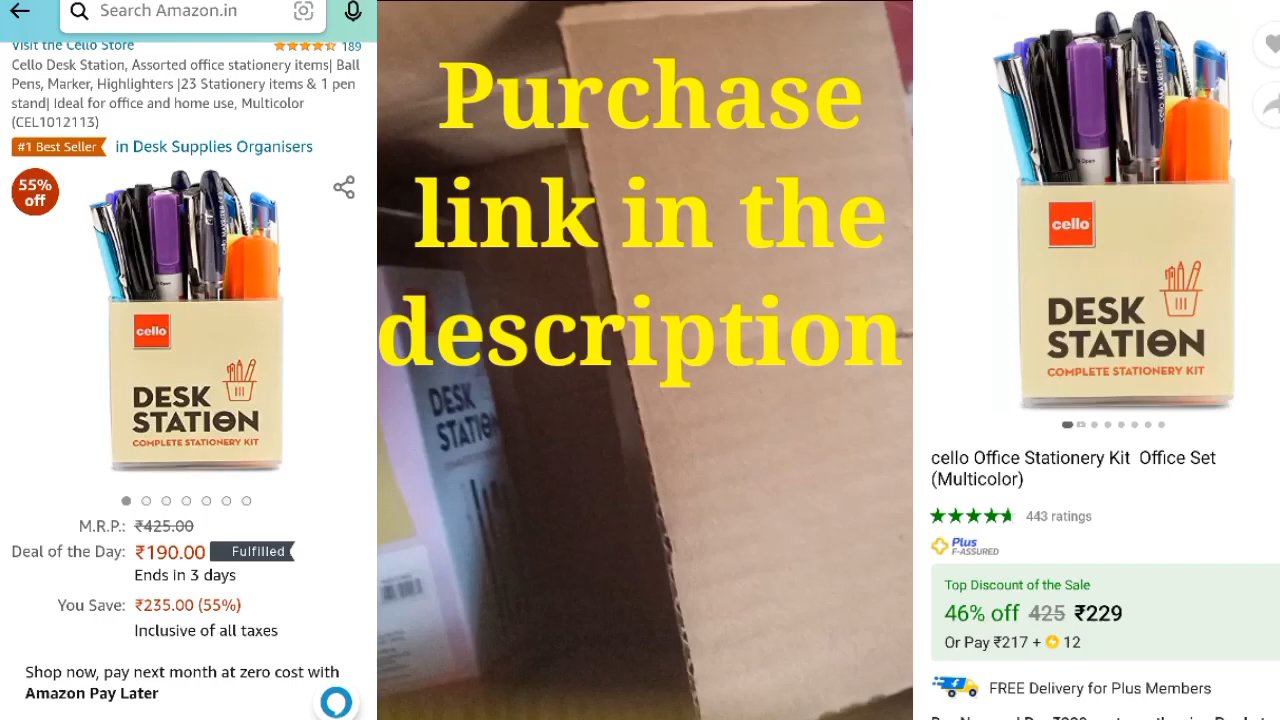 Search Amazon.in
Visit the Cello Store
189
Cello Desk Station, Assorted office stationery items| Ball
Pens, Marker, Highlighters |23 Stationery items & 1 pen
stand| Ideal for office and home use, Multicolor
(CEL1012113)
#1 Best Seller
in Desk Supplies Organisers
55%
off
cello
DESK
STATION
COMPLETE STATIONERY KIT
M.R.P.: ₹425.00
Deal of the Day: ₹190.00 Fulfilled
Ends in 3 days
You Save: ₹235.00 (55%)
Inclusive of all taxes
Shop now, pay next month at zero cost with
Amazon Pay Later
Purchase
link in the
description
DESK
STATION
cello
DESK
STATION
COMPLETE STATIONERY KIT
cello Office Stationery Kit Office Set
(Multicolor)
443 ratings
Plus
F-ASSURED
Top Discount of the Sale
46% off 425 ₹229
Or Pay ₹217 + 12
FREE Delivery for Plus Members